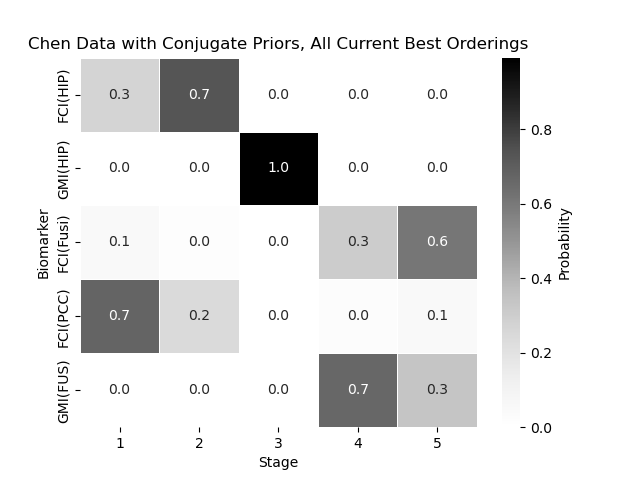 Chen Data with Conjugate Priors, All Current Best Orderings
FCI(HIP) 0.3 0.7 0.0 0.0 0.0
GMI(HIP) 0.0 0.0 1.0 0.0 0.0
FCI(Fusi) 0.1 0.0 0.0 0.3 0.6
FCI(PCC) 0.7 0.2 0.0 0.0 0.1
GMI(FUS) 0.0 0.0 0.0 0.7 0.3
1 2 3 4 5
Stage
Biomarker
0.8
0.6
0.4
0.2
0.0
Probability